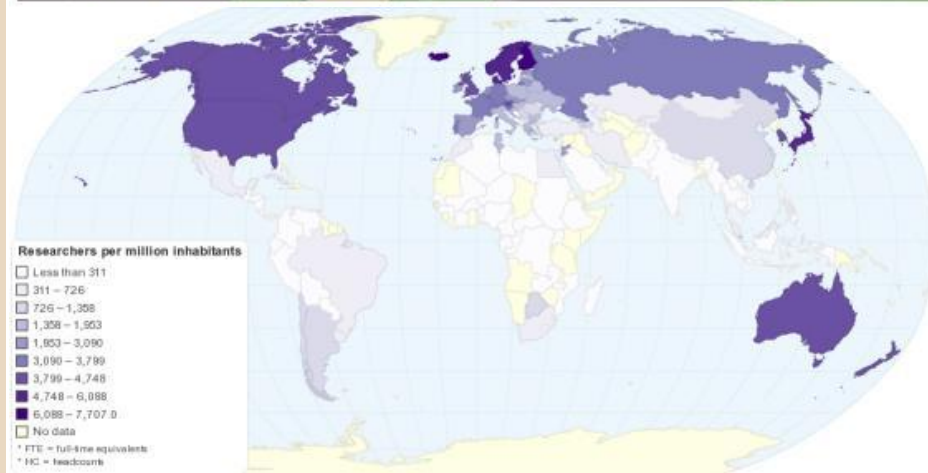 Researchers per million inhabitants
Less than 311
311 – 726
726 – 1,358
1,358 – 1,953
1,953 – 3,090
3,090 – 3,799
3,799 – 4,748
4,748 – 6,088
6,088 – 7,707.0
No data
* FTE = full-time equivalents
* HC = headcounts